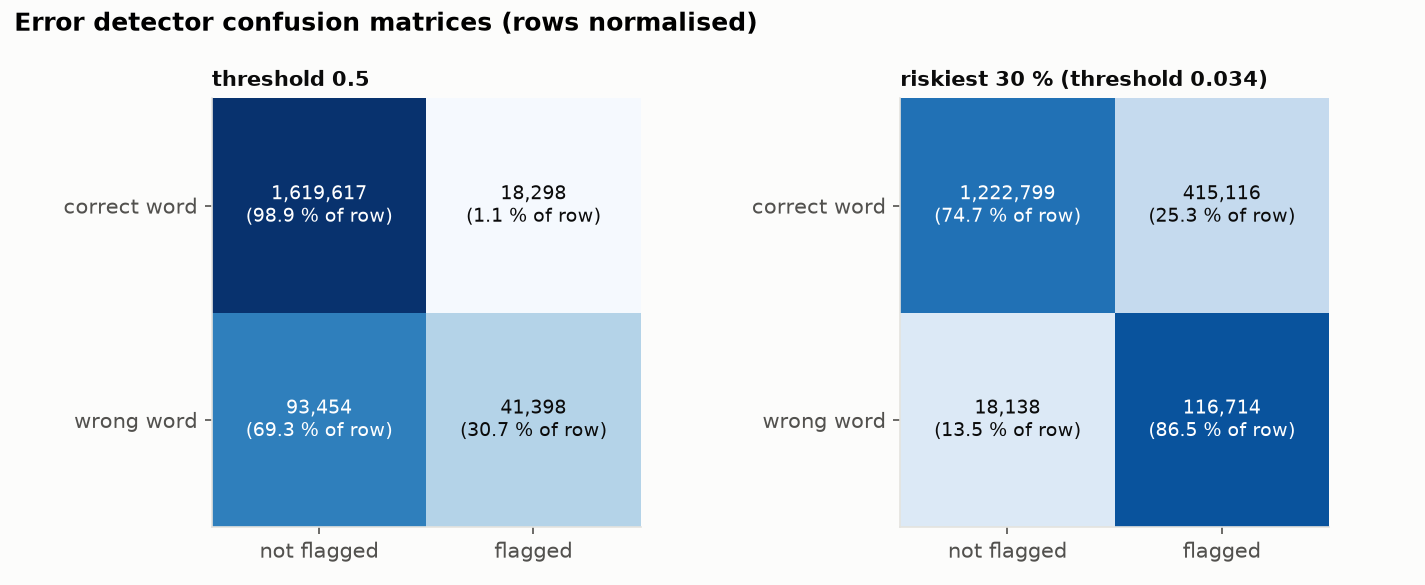 Error detector confusion matrices (rows normalised)
threshold 0.5
1,619,617
(98.9 % of row)
18,298
(1.1 % of row)
correct word
93,454
(69.3 % of row)
41,398
(30.7 % of row)
wrong word
not flagged
flagged
riskiest 30 % (threshold 0.034)
1,222,799
(74.7 % of row)
415,116
(25.3 % of row)
correct word
18,138
(13.5 % of row)
116,714
(86.5 % of row)
wrong word
not flagged
flagged